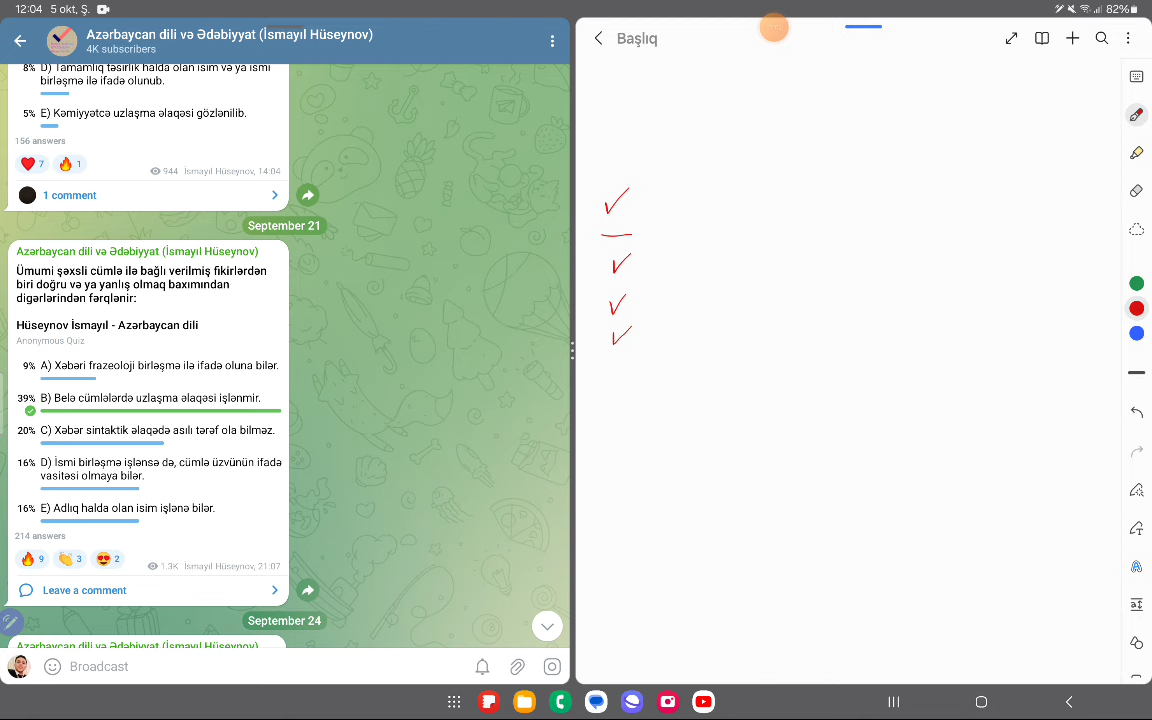 12:04 5 okt, Ş. 82%
Azərbaycan dili və Ədəbiyyat (İsmayıl Hüseynov)
4K subscribers
Başlıq
8% D) Tamamlıq təsirlik halda olan isim və ya ismi
birləşmə ilə ifadə olunub.
5% E) Kəmiyyətcə uzlaşma əlaqəsi gözlənilib.
156 answers
7 1 944 İsmayıl Hüseynov, 14:04
1 comment
September 21
Azərbaycan dili və Ədəbiyyat (İsmayıl Hüseynov)
Ümumi şəxsli cümlə ilə bağlı verilmiş fikirlərdən
biri doğru və ya yanlış olmaq baxımından
digərlərindən fərqlənir:
Hüseynov İsmayıl - Azərbaycan dili
Anonymous Quiz
9% A) Xəbəri frazeoloji birləşmə ilə ifadə oluna bilər.
39% B) Belə cümlələrdə uzlaşma əlaqəsi işlənmir.
20% C) Xəbər sintaktik əlaqədə asılı tərəf ola bilməz.
16% D) İsmi birləşmə işlənsə də, cümlə üzvünün ifadə
vasitəsi olmaya bilər.
16% E) Adlıq halda olan isim işlənə bilər.
214 answers
9 3 2 1.3K İsmayıl Hüseynov, 21:07
Leave a comment
September 24
Azərbaycan dili və Ədəbiyyat (İsmayıl Hüseynov)
Broadcast